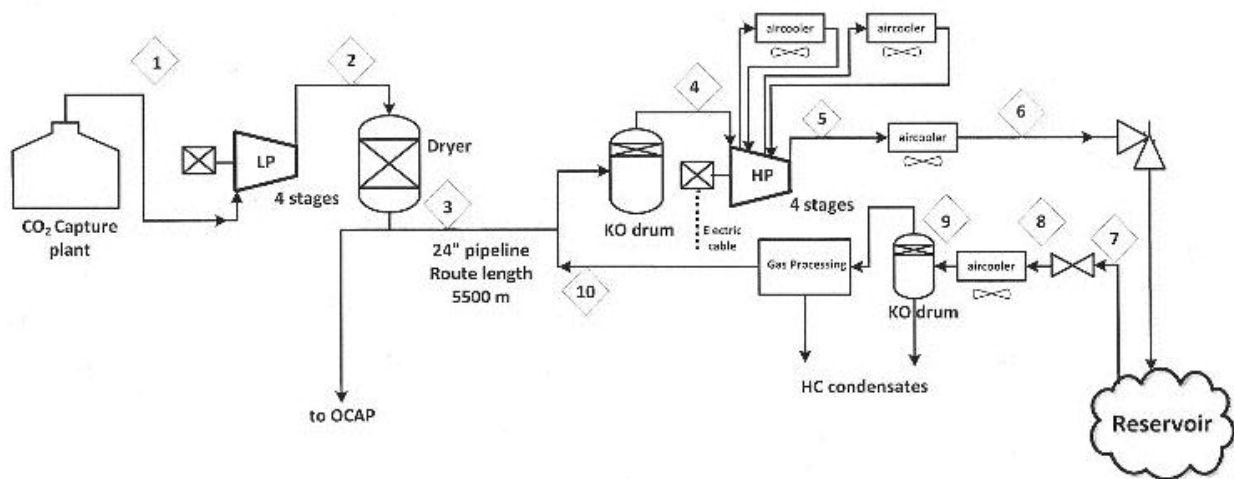 aircooler
aircooler
1
2
4
5
6
LP
Dryer
HP
aircooler
4 stages
CO₂ Capture
plant
3
KO drum
Electric
cable
4 stages
9
8
7
24" pipeline
Route length
5500 m
10
Gas Processing
aircooler
KO drum
HC condensates
to OCAP
Reservoir